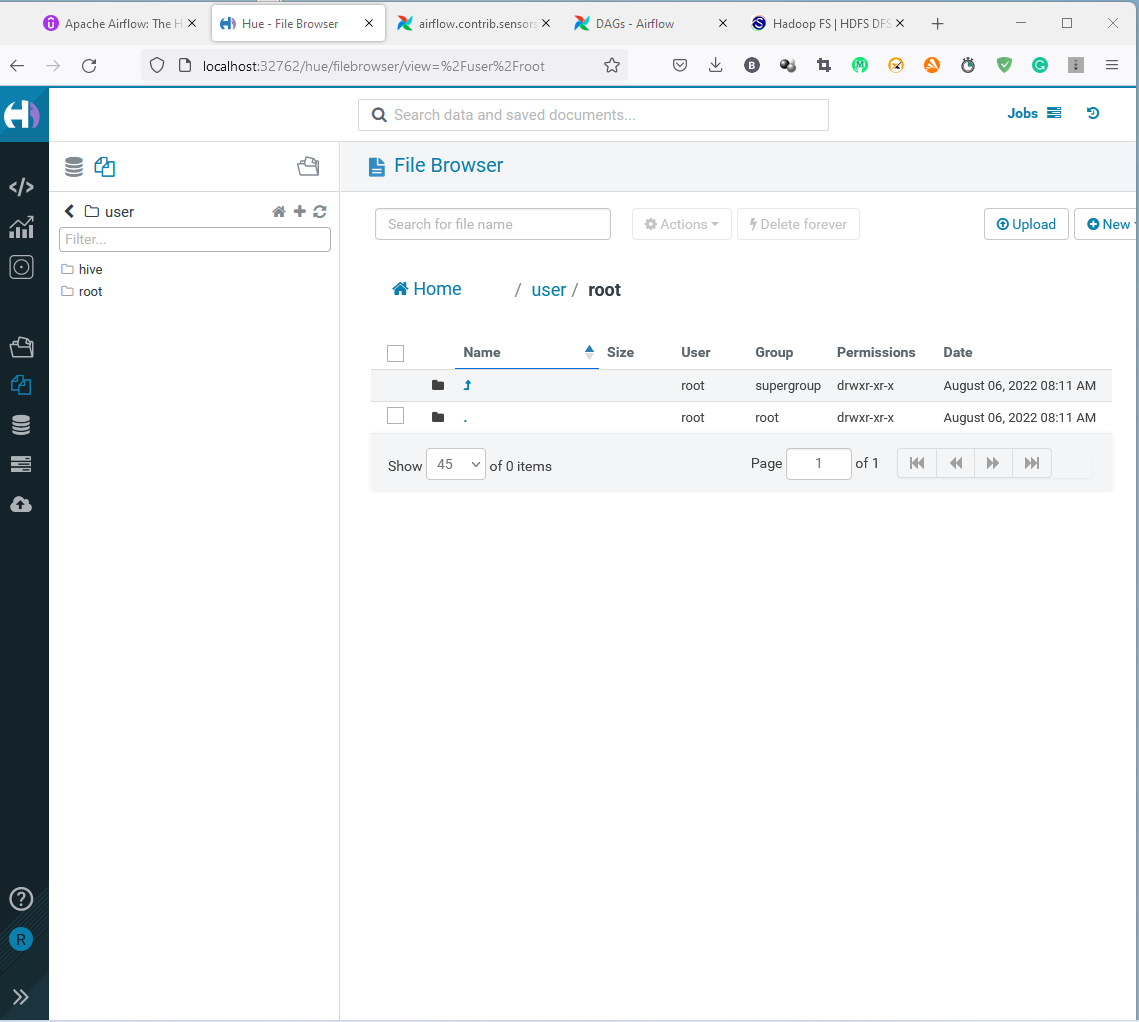 Apache Airflow: The H
Hue - File Browser
airflow.contrib.sensors
DAGs - Airflow
Hadoop FS | HDFS DFS
localhost:32762/hue/filebrowser/view=%2Fuser%2Froot
Search data and saved documents...
Jobs
File Browser
user
Filter...
hive
root
Search for file name
Actions
Delete forever
Upload
New
Home / user / root
Name Size User Group Permissions Date
root supergroup drwxr-xr-x August 06, 2022 08:11 AM
. root root drwxr-xr-x August 06, 2022 08:11 AM
Show 45 of 0 items
Page 1 of 1
R